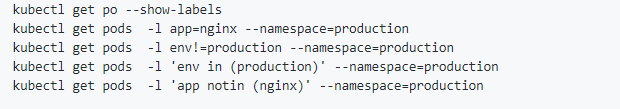 kubectl get po --show-labels
kubectl get pods  -l app=nginx --namespace=production
kubectl get pods  -l env!=production --namespace=production
kubectl get pods  -l 'env in (production)' --namespace=production
kubectl get pods  -l 'app notin (nginx)' --namespace=production